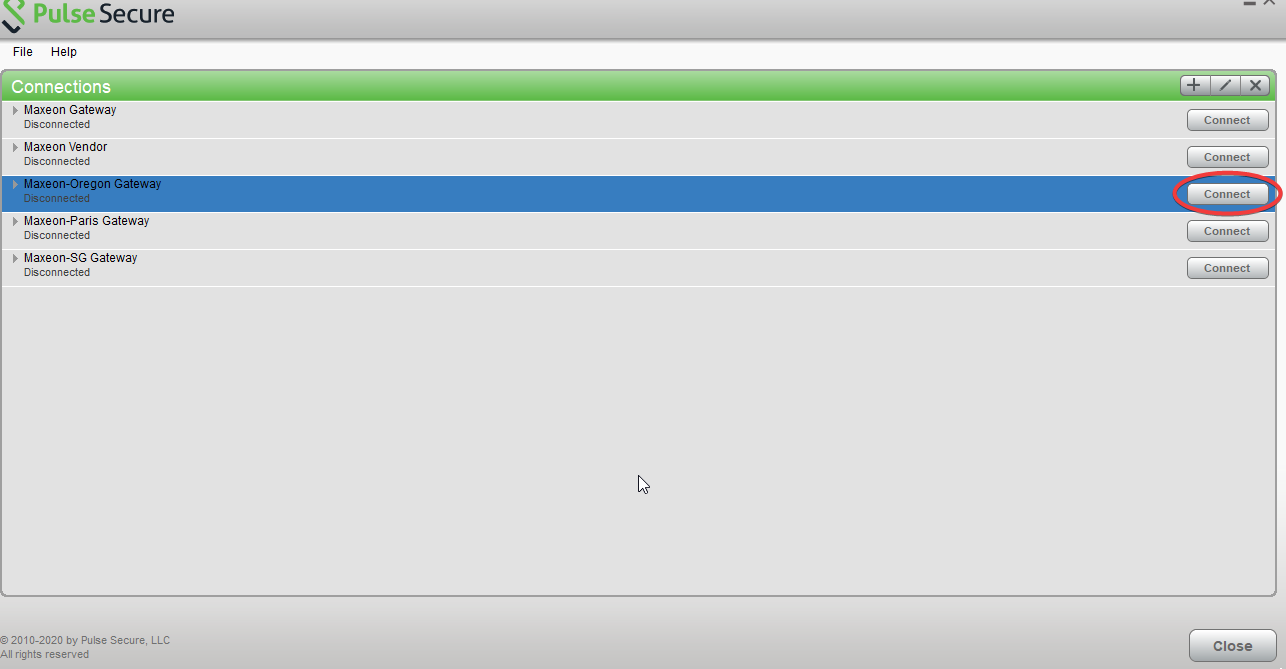 Pulse Secure
File Help
Connections
Maxeon Gateway
Disconnected
Connect
Maxeon Vendor
Disconnected
Connect
Maxeon-Oregon Gateway
Disconnected
Connect
Maxeon-Paris Gateway
Disconnected
Connect
Maxeon-SG Gateway
Disconnected
Connect
© 2010-2020 by Pulse Secure, LLC
All rights reserved
Close